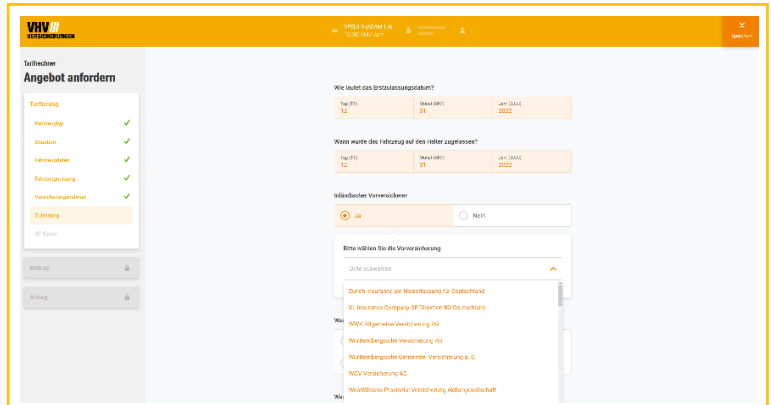 VHV
VERSICHERUNGEN
Speichern
Tarifrechner
Angebot anfordern
Tarifierung
Fahrzeugtyp
Situation
Fahrzeugdaten
Fahrzeugnutzung
Versicherungsnehmer
Zulassung
SF-Klasse
Beitrag
Antrag
Wie lautet das Erstzulassungsdatum?
Tag (TT) Monat (MM) Jahr (JJJJ)
12 01 2022
Wann wurde das Fahrzeug auf den Halter zugelassen?
Tag (TT) Monat (MM) Jahr (JJJJ)
12 01 2022
Inländischer Vorversicherer
Ja Nein
Bitte wählen Sie die Vorversicherung
Bitte auswählen
Zurich Insurance plc Niederlassung für Deutschland
XL Insurance Company SE Direktion für Deutschland
WWK Allgemeine Versicherung AG
Württembergische Versicherung AG
Württembergische Gemeinde-Versicherung a. G.
WGV-Versicherung AG
Westfälische Provinzial Versicherung Aktiengesellschaft